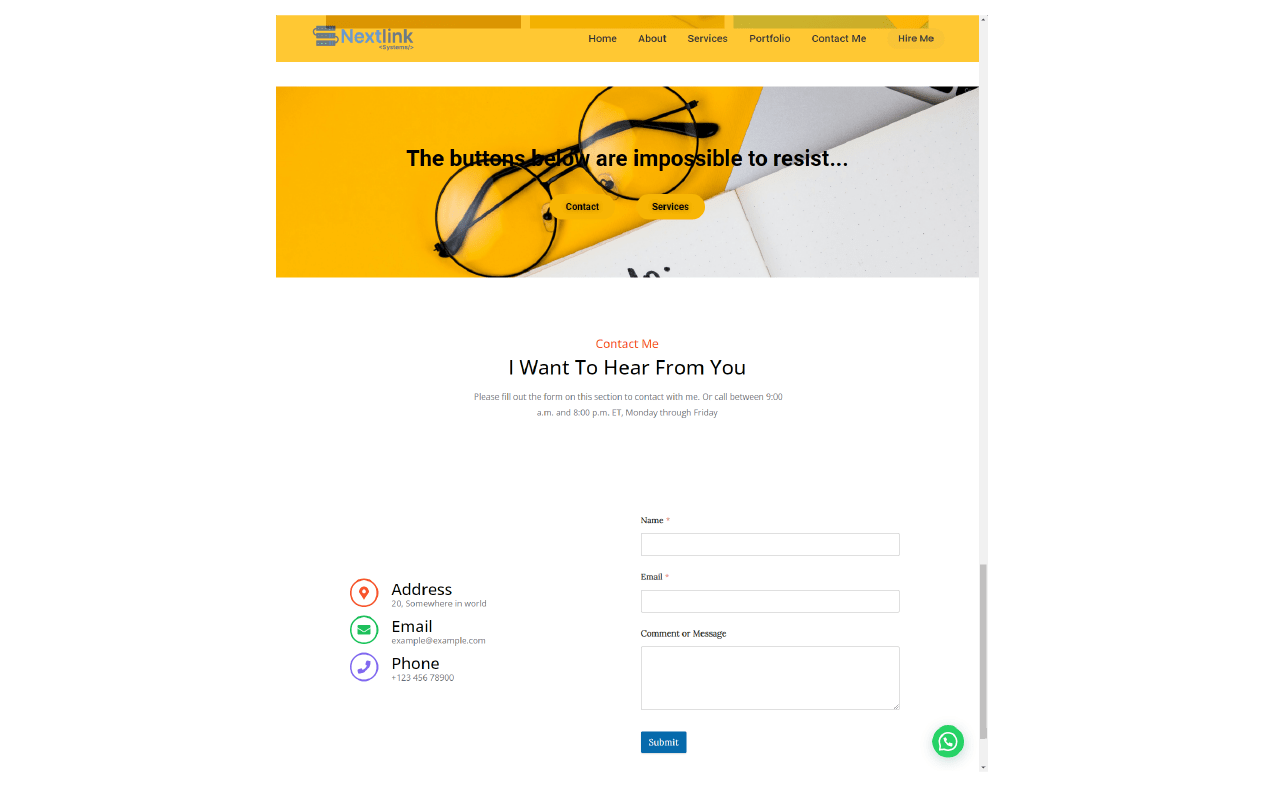 Nextlink
<Systems/>
Home About Services Portfolio Contact Me Hire Me
The buttons below are impossible to resist...
Contact Services
Contact Me
I Want To Hear From You
Please fill out the form on this section to contact with me. Or call between 9:00
a.m. and 8:00 p.m. ET, Monday through Friday
Name *
Email *
Comment or Message
Address
20, Somewhere in world
Email
example@example.com
Phone
+123 456 78900
Submit